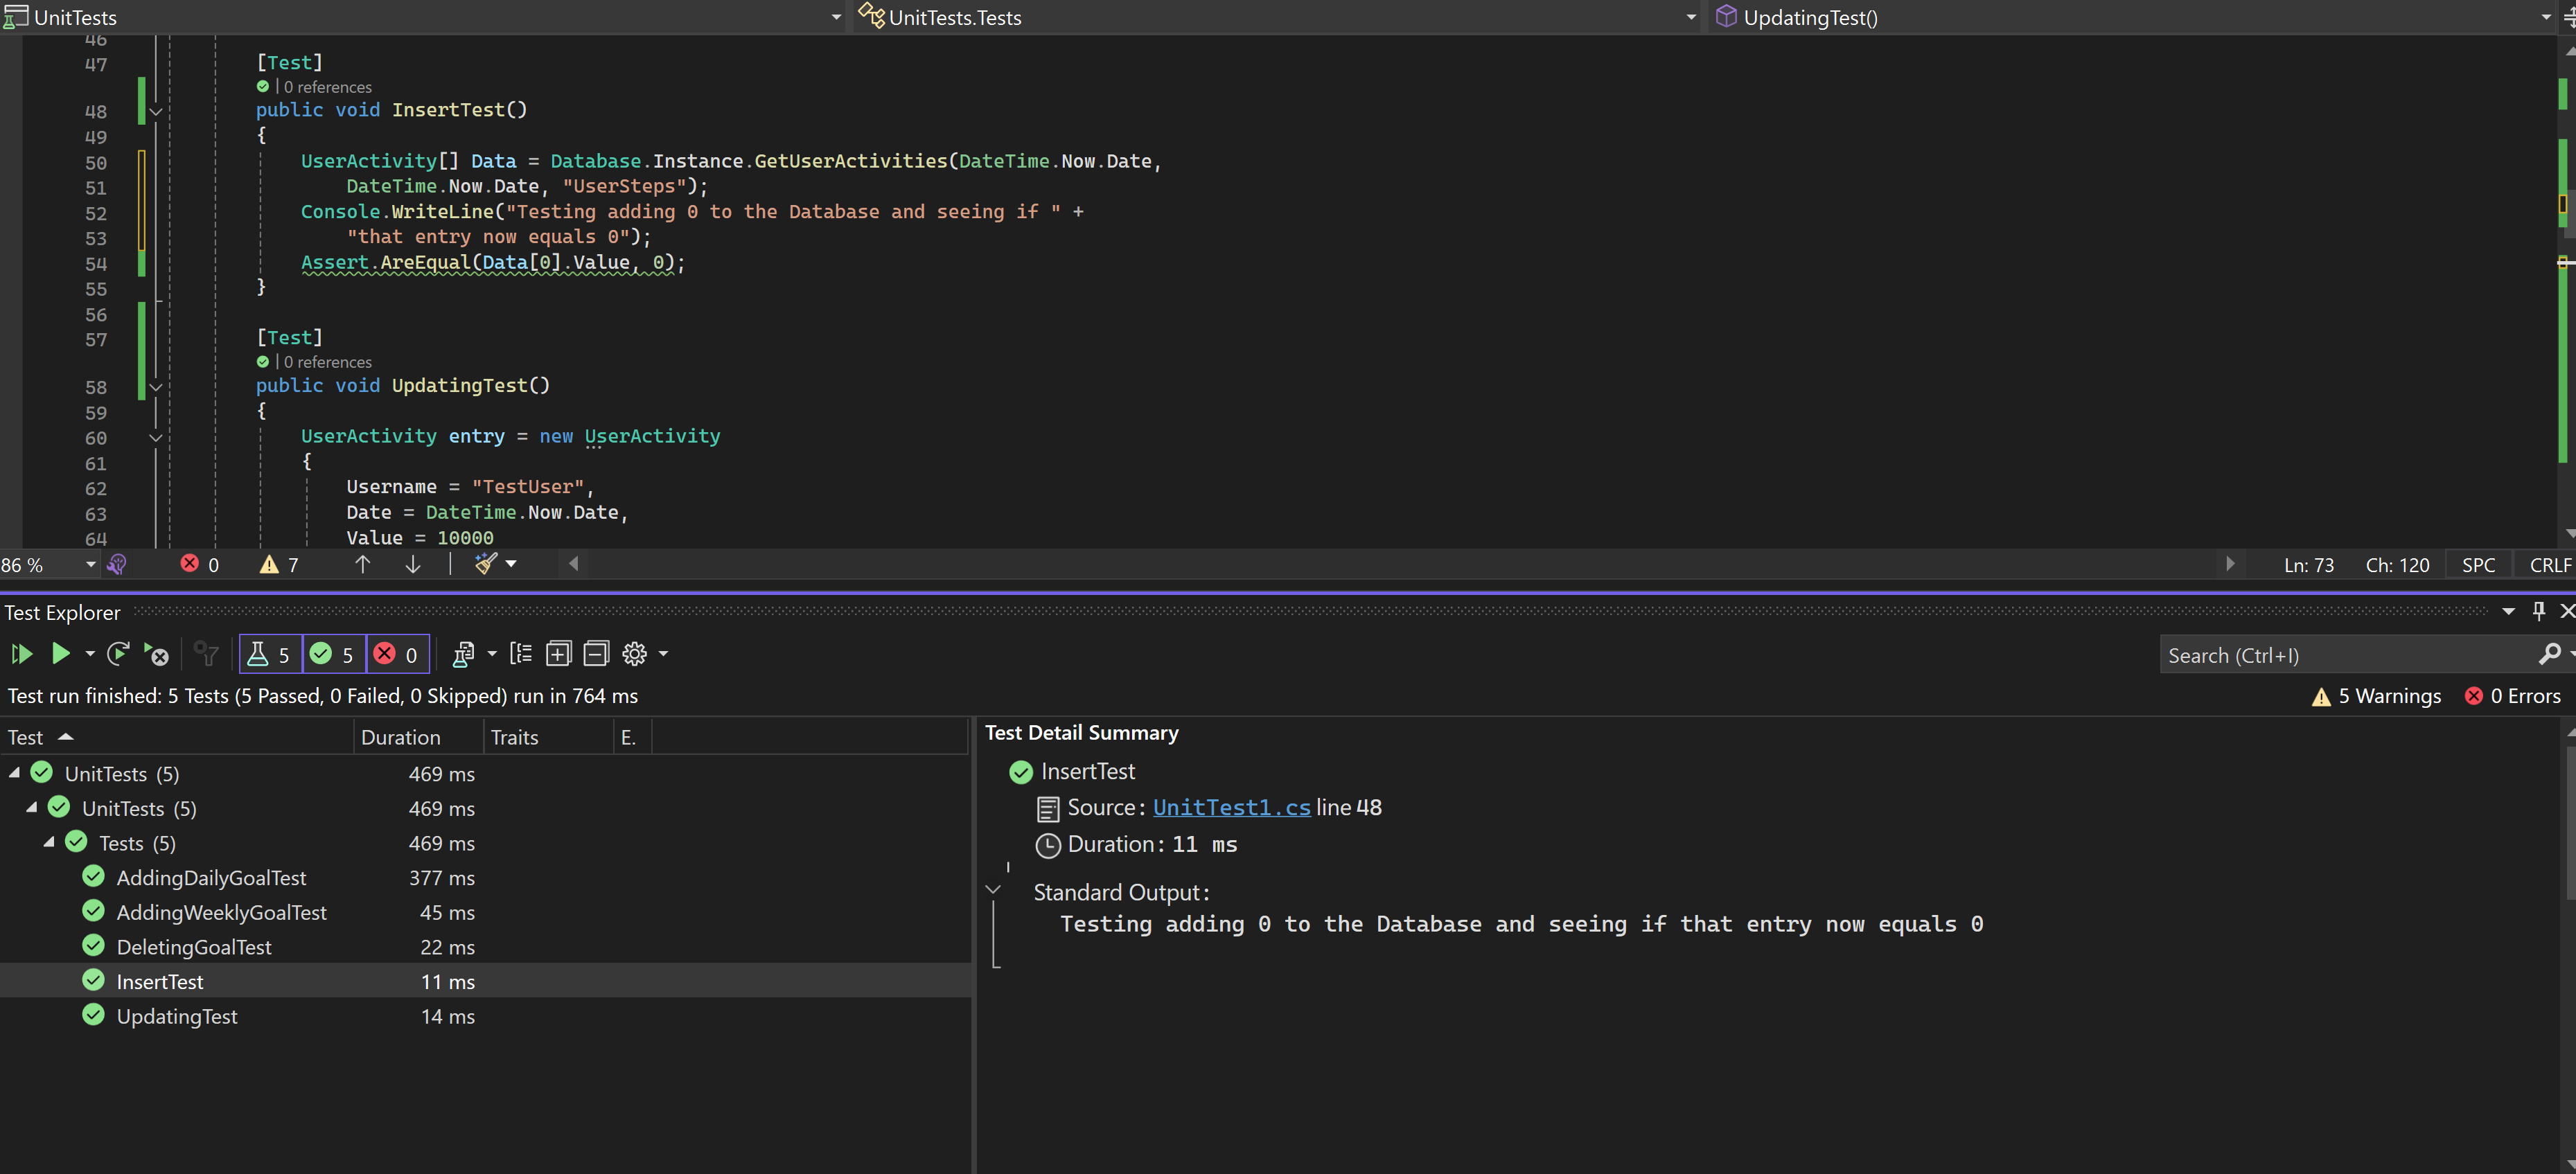 UnitTests UnitTests.Tests UpdatingTest()
46
47 [Test]
0 references
48 public void InsertTest()
49 {
50 UserActivity[] Data = Database.Instance.GetUserActivities(DateTime.Now.Date,
51 DateTime.Now.Date, "UserSteps");
52 Console.WriteLine("Testing adding 0 to the Database and seeing if " +
53 "that entry now equals 0");
54 Assert.AreEqual(Data[0].Value, 0);
55 }
56
57 [Test]
0 references
58 public void UpdatingTest()
59 {
60 UserActivity entry = new UserActivity
61 {
62 Username = "TestUser",
63 Date = DateTime.Now.Date,
64 Value = 10000
86 % 0 7 Ln: 73 Ch: 120 SPC CRLF
Test Explorer
5 5 0 Search (Ctrl+I)
Test run finished: 5 Tests (5 Passed, 0 Failed, 0 Skipped) run in 764 ms 5 Warnings 0 Errors
Test Duration Traits E.
UnitTests (5) 469 ms
UnitTests (5) 469 ms
Tests (5) 469 ms
AddingDailyGoalTest 377 ms
AddingWeeklyGoalTest 45 ms
DeletingGoalTest 22 ms
InsertTest 11 ms
UpdatingTest 14 ms
Test Detail Summary
InsertTest
Source: UnitTest1.cs line 48
Duration: 11 ms
Standard Output:
Testing adding 0 to the Database and seeing if that entry now equals 0